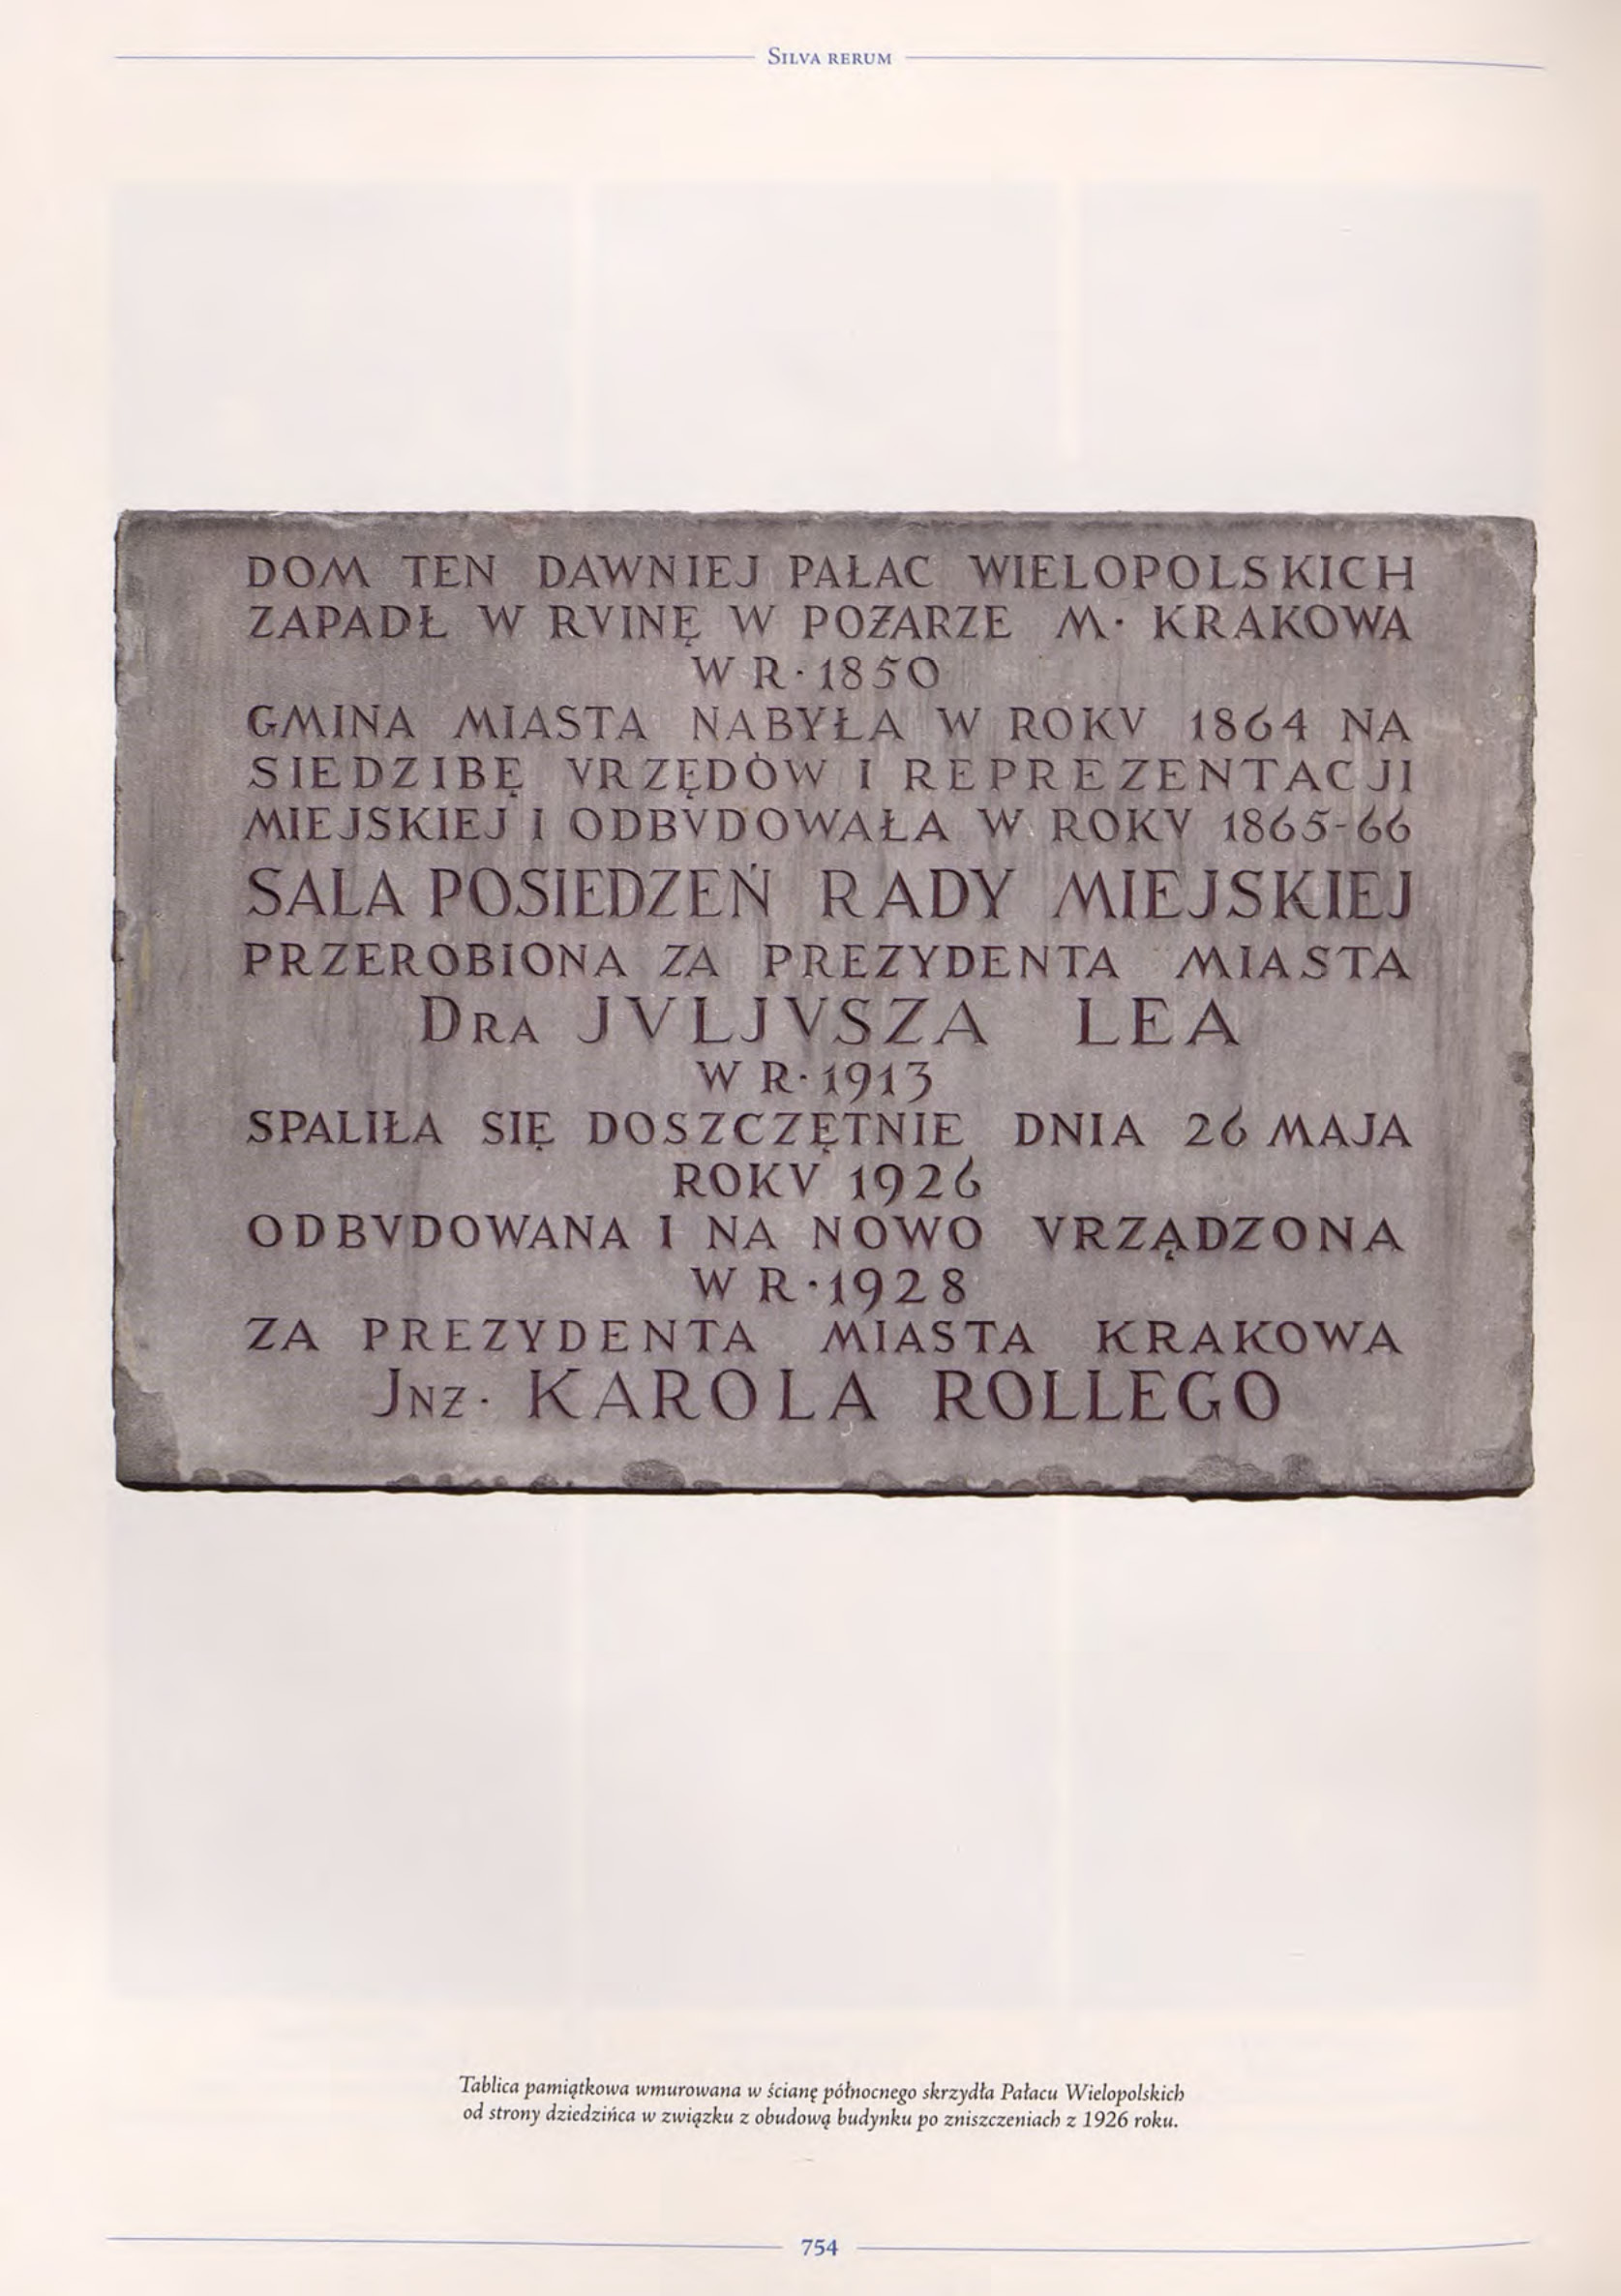 Silva rerum
DOM TEN DAWNIEJ PAŁAC WIELOPOLSKICH
ZAPADŁ W RVINĘ W POŻARZE M· KRAKOWA
W R·1850
GMINA MIASTA NABYŁA W ROKV 1864 NA
SIEDZIBĘ VRZĘDÓW I REPREZENTACJI
MIEJSKIEJ I ODBVDOWAŁA W ROKV 1865-66
SALA POSIEDZEŃ RADY MIEJSKIEJ
PRZEROBIONA ZA PREZYDENTA MIASTA
DRA JVLJVSZA LEA
W R·1913
SPALIŁA SIĘ DOSZCZĘTNIE DNIA 26 MAJA
ROKV 1926
ODBVDOWANA I NA NOWO VRZĄDZONA
W R·1928
ZA PREZYDENTA MIASTA KRAKOWA
JNZ· KAROLA ROLLEGO
Tablica pamiątkowa wmurowana w ścianę północnego skrzydła Pałacu Wielopolskich
od strony dziedzińca w związku z obudową budynku po zniszczeniach z 1926 roku.
754